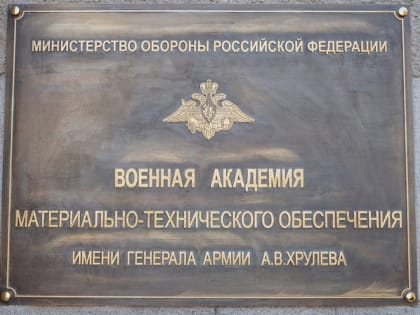 МИНИСТЕРСТВО ОБОРОНЫ РОССИЙСКОЙ ФЕДЕРАЦИИ
ВОЕННАЯ АКАДЕМИЯ
МАТЕРИАЛЬНО-ТЕХНИЧЕСКОГО ОБЕСПЕЧЕНИЯ
ИМЕНИ ГЕНЕРАЛА АРМИИ А.В.ХРУЛЕВА